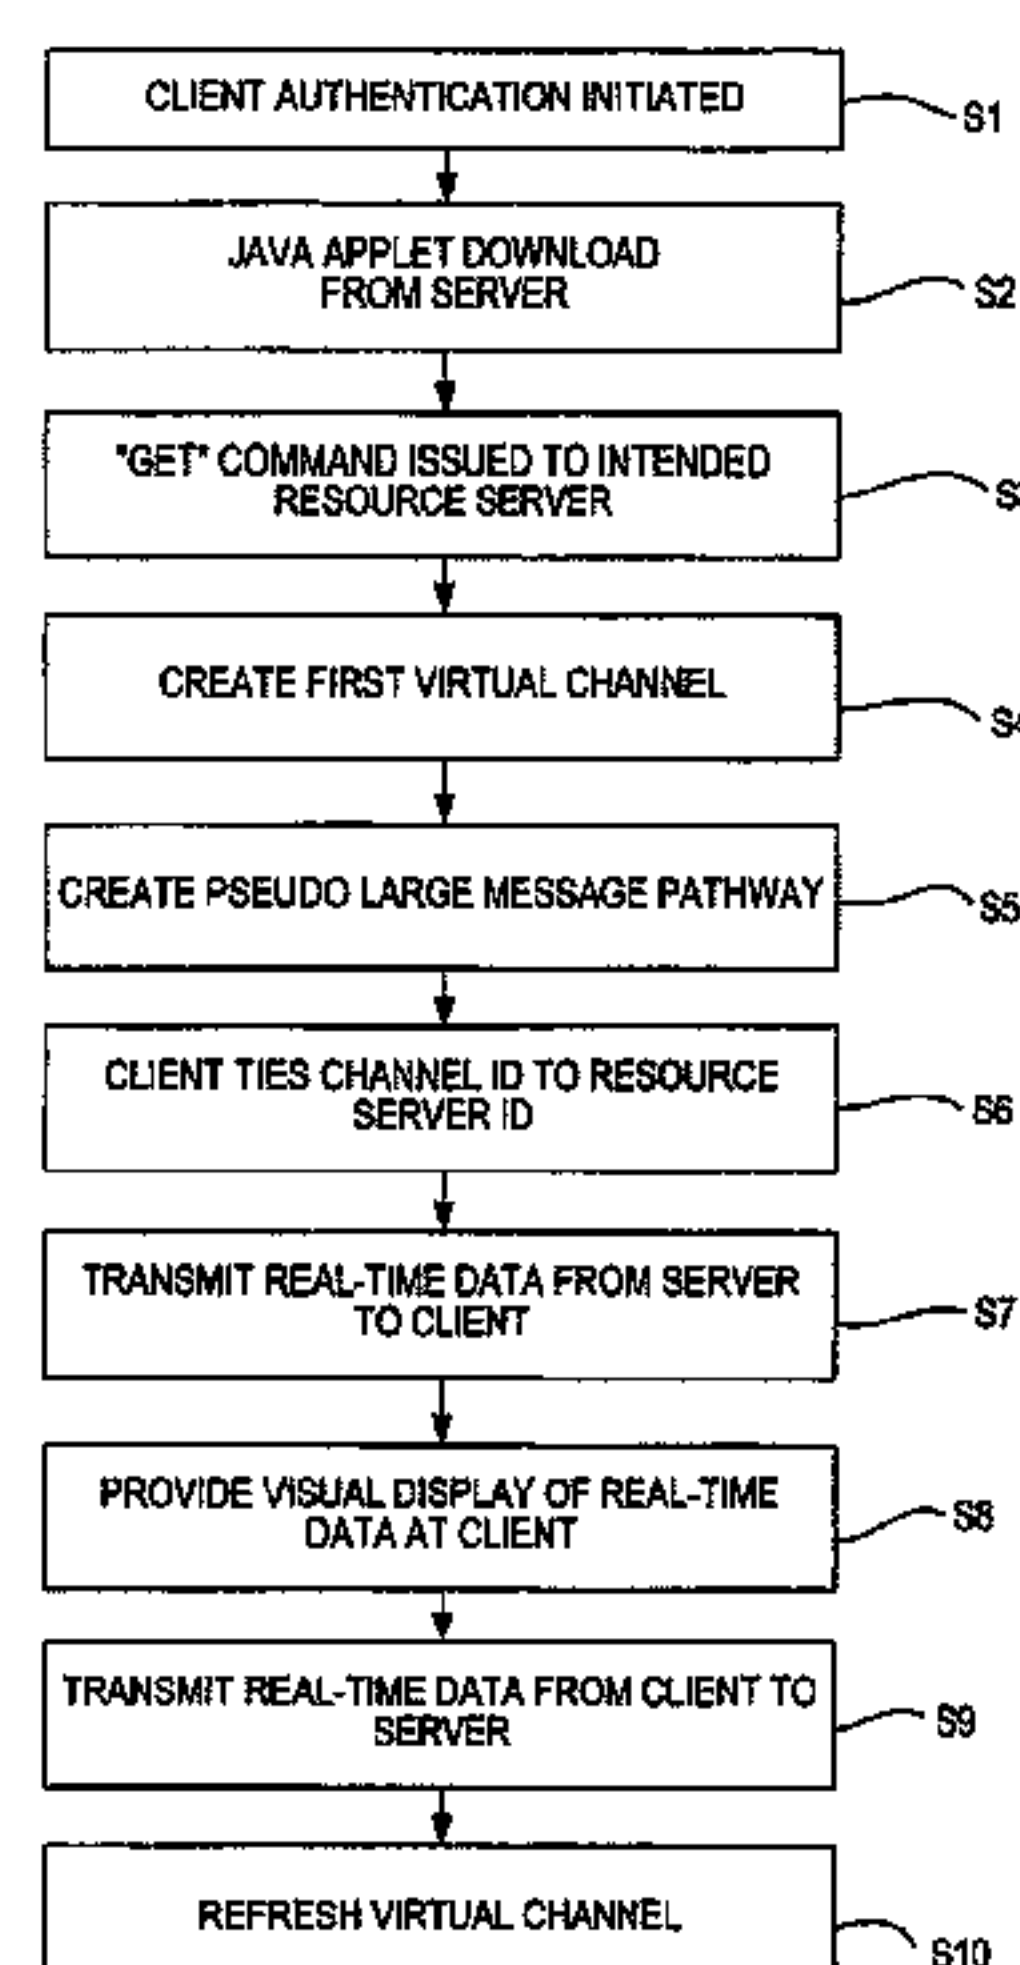 CLIENT AUTHENTICATION INITIATED
S1
JAVA APPLET DOWNLOAD
FROM SERVER
S2
"GET" COMMAND ISSUED TO INTENDED
RESOURCE SERVER
CREATE FIRST VIRTUAL CHANNEL
CREATE PSEUDO LARGE MESSAGE PATHWAY
S5
CLIENT TIES CHANNEL ID TO RESOURCE
SERVER ID
S6
TRANSMIT REAL-TIME DATA FROM SERVER
TO CLIENT
S7
PROVIDE VISUAL DISPLAY OF REAL-TIME
DATA AT CLIENT
S8
TRANSMIT REAL-TIME DATA FROM CLIENT TO
SERVER
S9
REFRESH VIRTUAL CHANNEL
S10